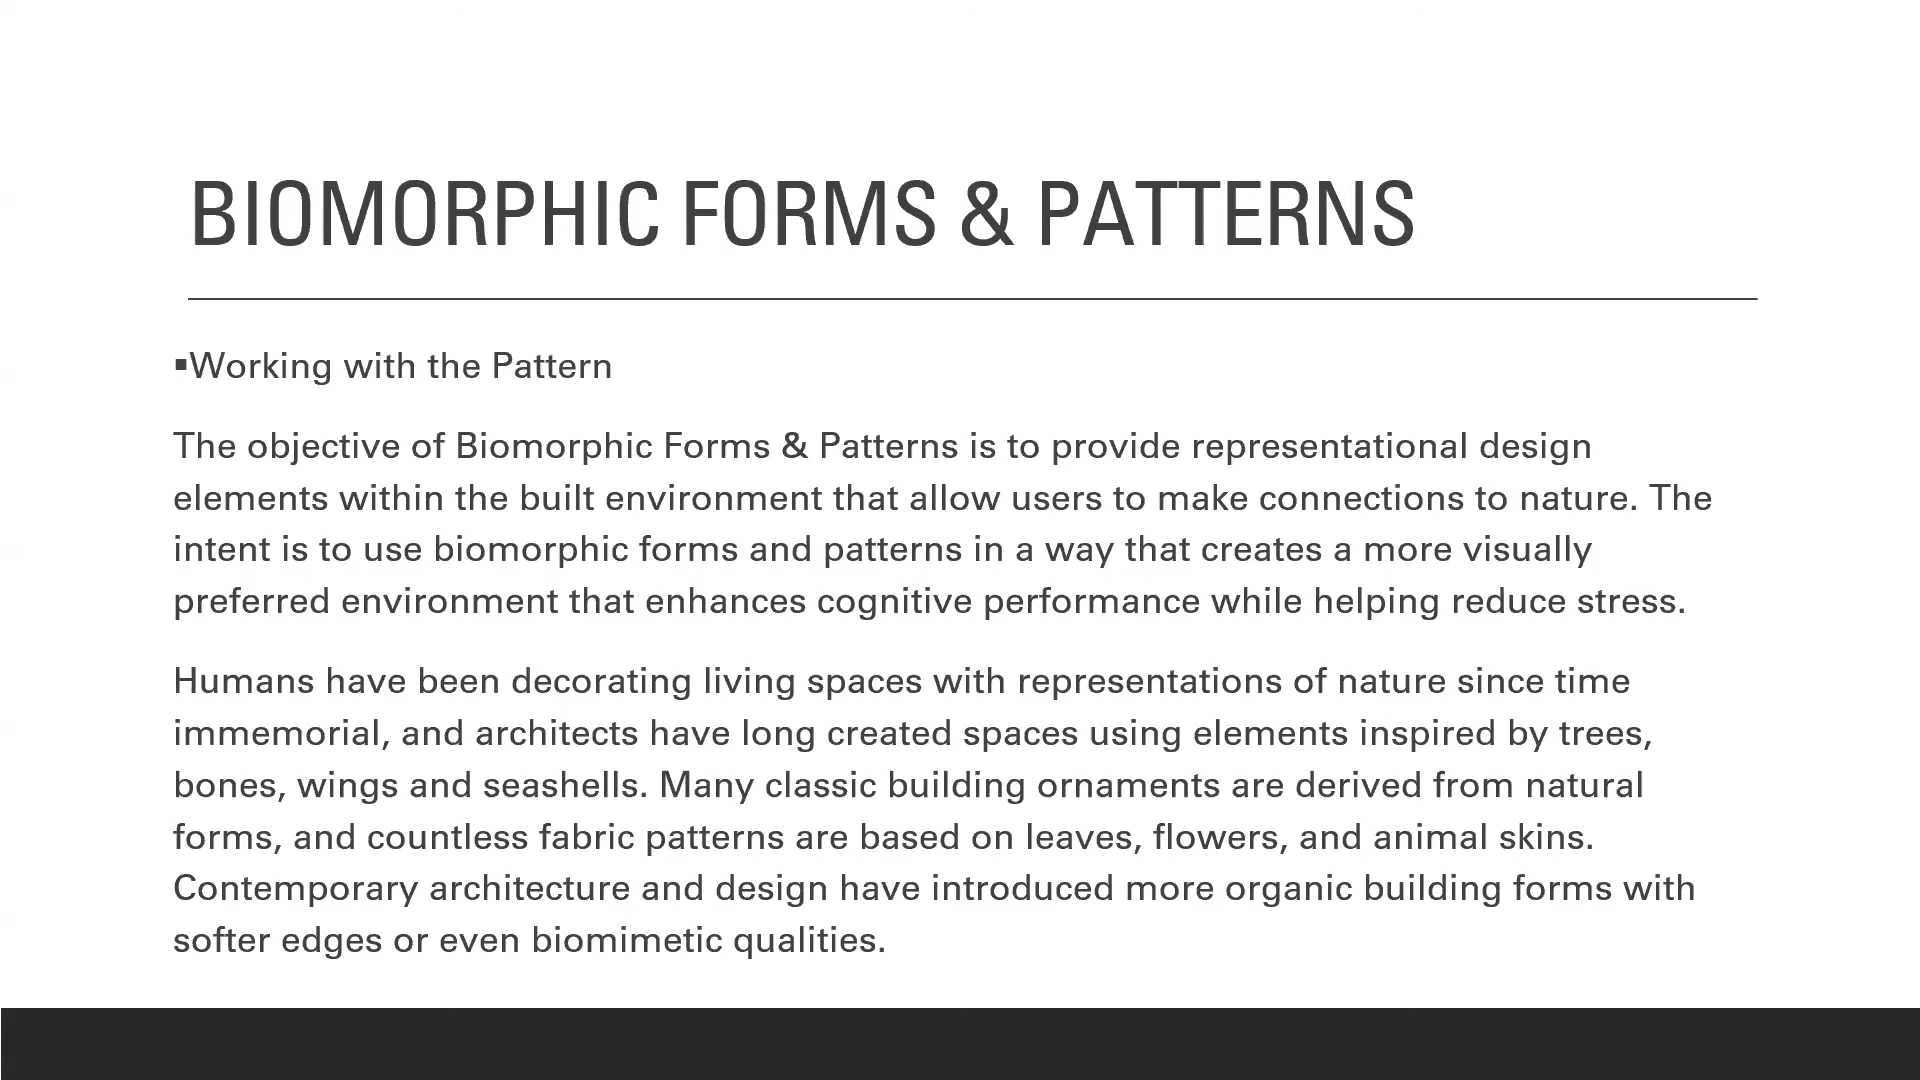 BIOMORPHIC FORMS & PATTERNS
▪Working with the Pattern
The objective of Biomorphic Forms & Patterns is to provide representational design
elements within the built environment that allow users to make connections to nature. The
intent is to use biomorphic forms and patterns in a way that creates a more visually
preferred environment that enhances cognitive performance while helping reduce stress.
Humans have been decorating living spaces with representations of nature since time
immemorial, and architects have long created spaces using elements inspired by trees,
bones, wings and seashells. Many classic building ornaments are derived from natural
forms, and countless fabric patterns are based on leaves, flowers, and animal skins.
Contemporary architecture and design have introduced more organic building forms with
softer edges or even biomimetic qualities.